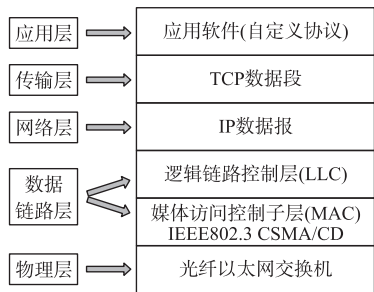 应用层
应用软件(自定义协议)
传输层
TCP数据段
网络层
IP数据报
数据
链路层
逻辑链路控制层(LLC)
媒体访问控制子层(MAC)
IEEE802.3 CSMA/CD
物理层
光纤以太网交换机